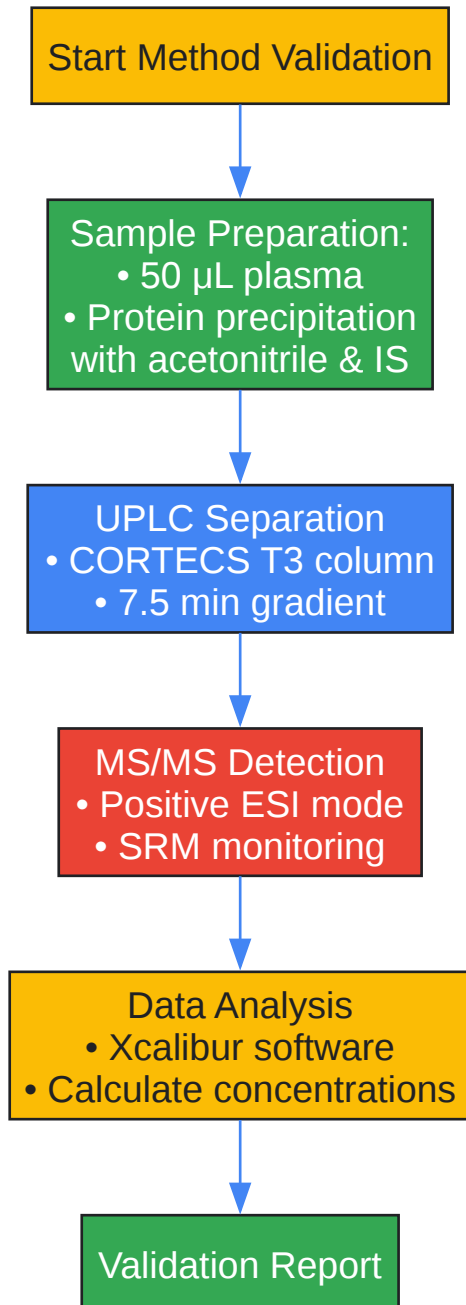 Start Method Validation
Sample Preparation:
• 50 μL plasma
• Protein precipitation
with acetonitrile & IS
UPLC Separation
• CORTECS T3 column
• 7.5 min gradient
MS/MS Detection
• Positive ESI mode
• SRM monitoring
Data Analysis
• Xcalibur software
• Calculate concentrations
Validation Report